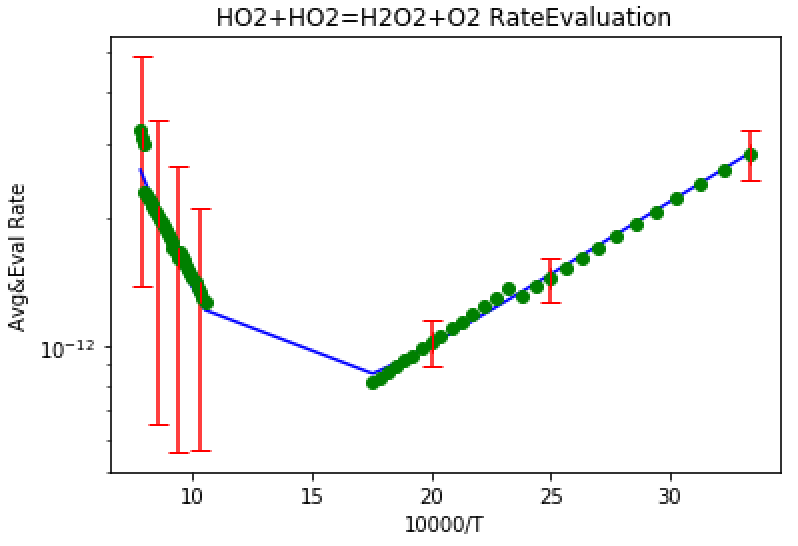 HO2+HO2=H2O2+O2 RateEvaluation
Avg&Eval Rate
10⁻¹²
10 15 20 25 30
10000/T